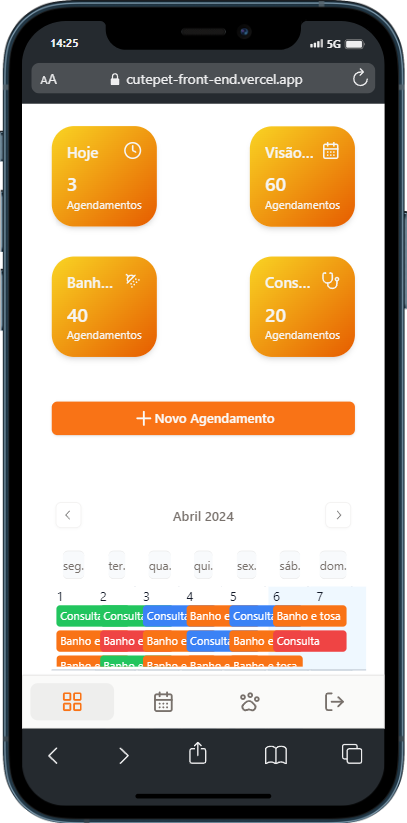 14:25
5G
AA
cutepet-front-end.vercel.app
Hoje
3
Agendamentos
Visão...
60
Agendamentos
Banh...
40
Agendamentos
Cons...
20
Agendamentos
Novo Agendamento
Abril 2024
seg. ter. qua. qui. sex. sáb. dom.
1 2 3 4 5 6 7
Consulta Consulta Consulta Banho e Consulta Banho e tosa
Banho e Banho e Banho e Consulta Banho e Consulta
Banho e Banho e Banho e Banho e Banho e tosa